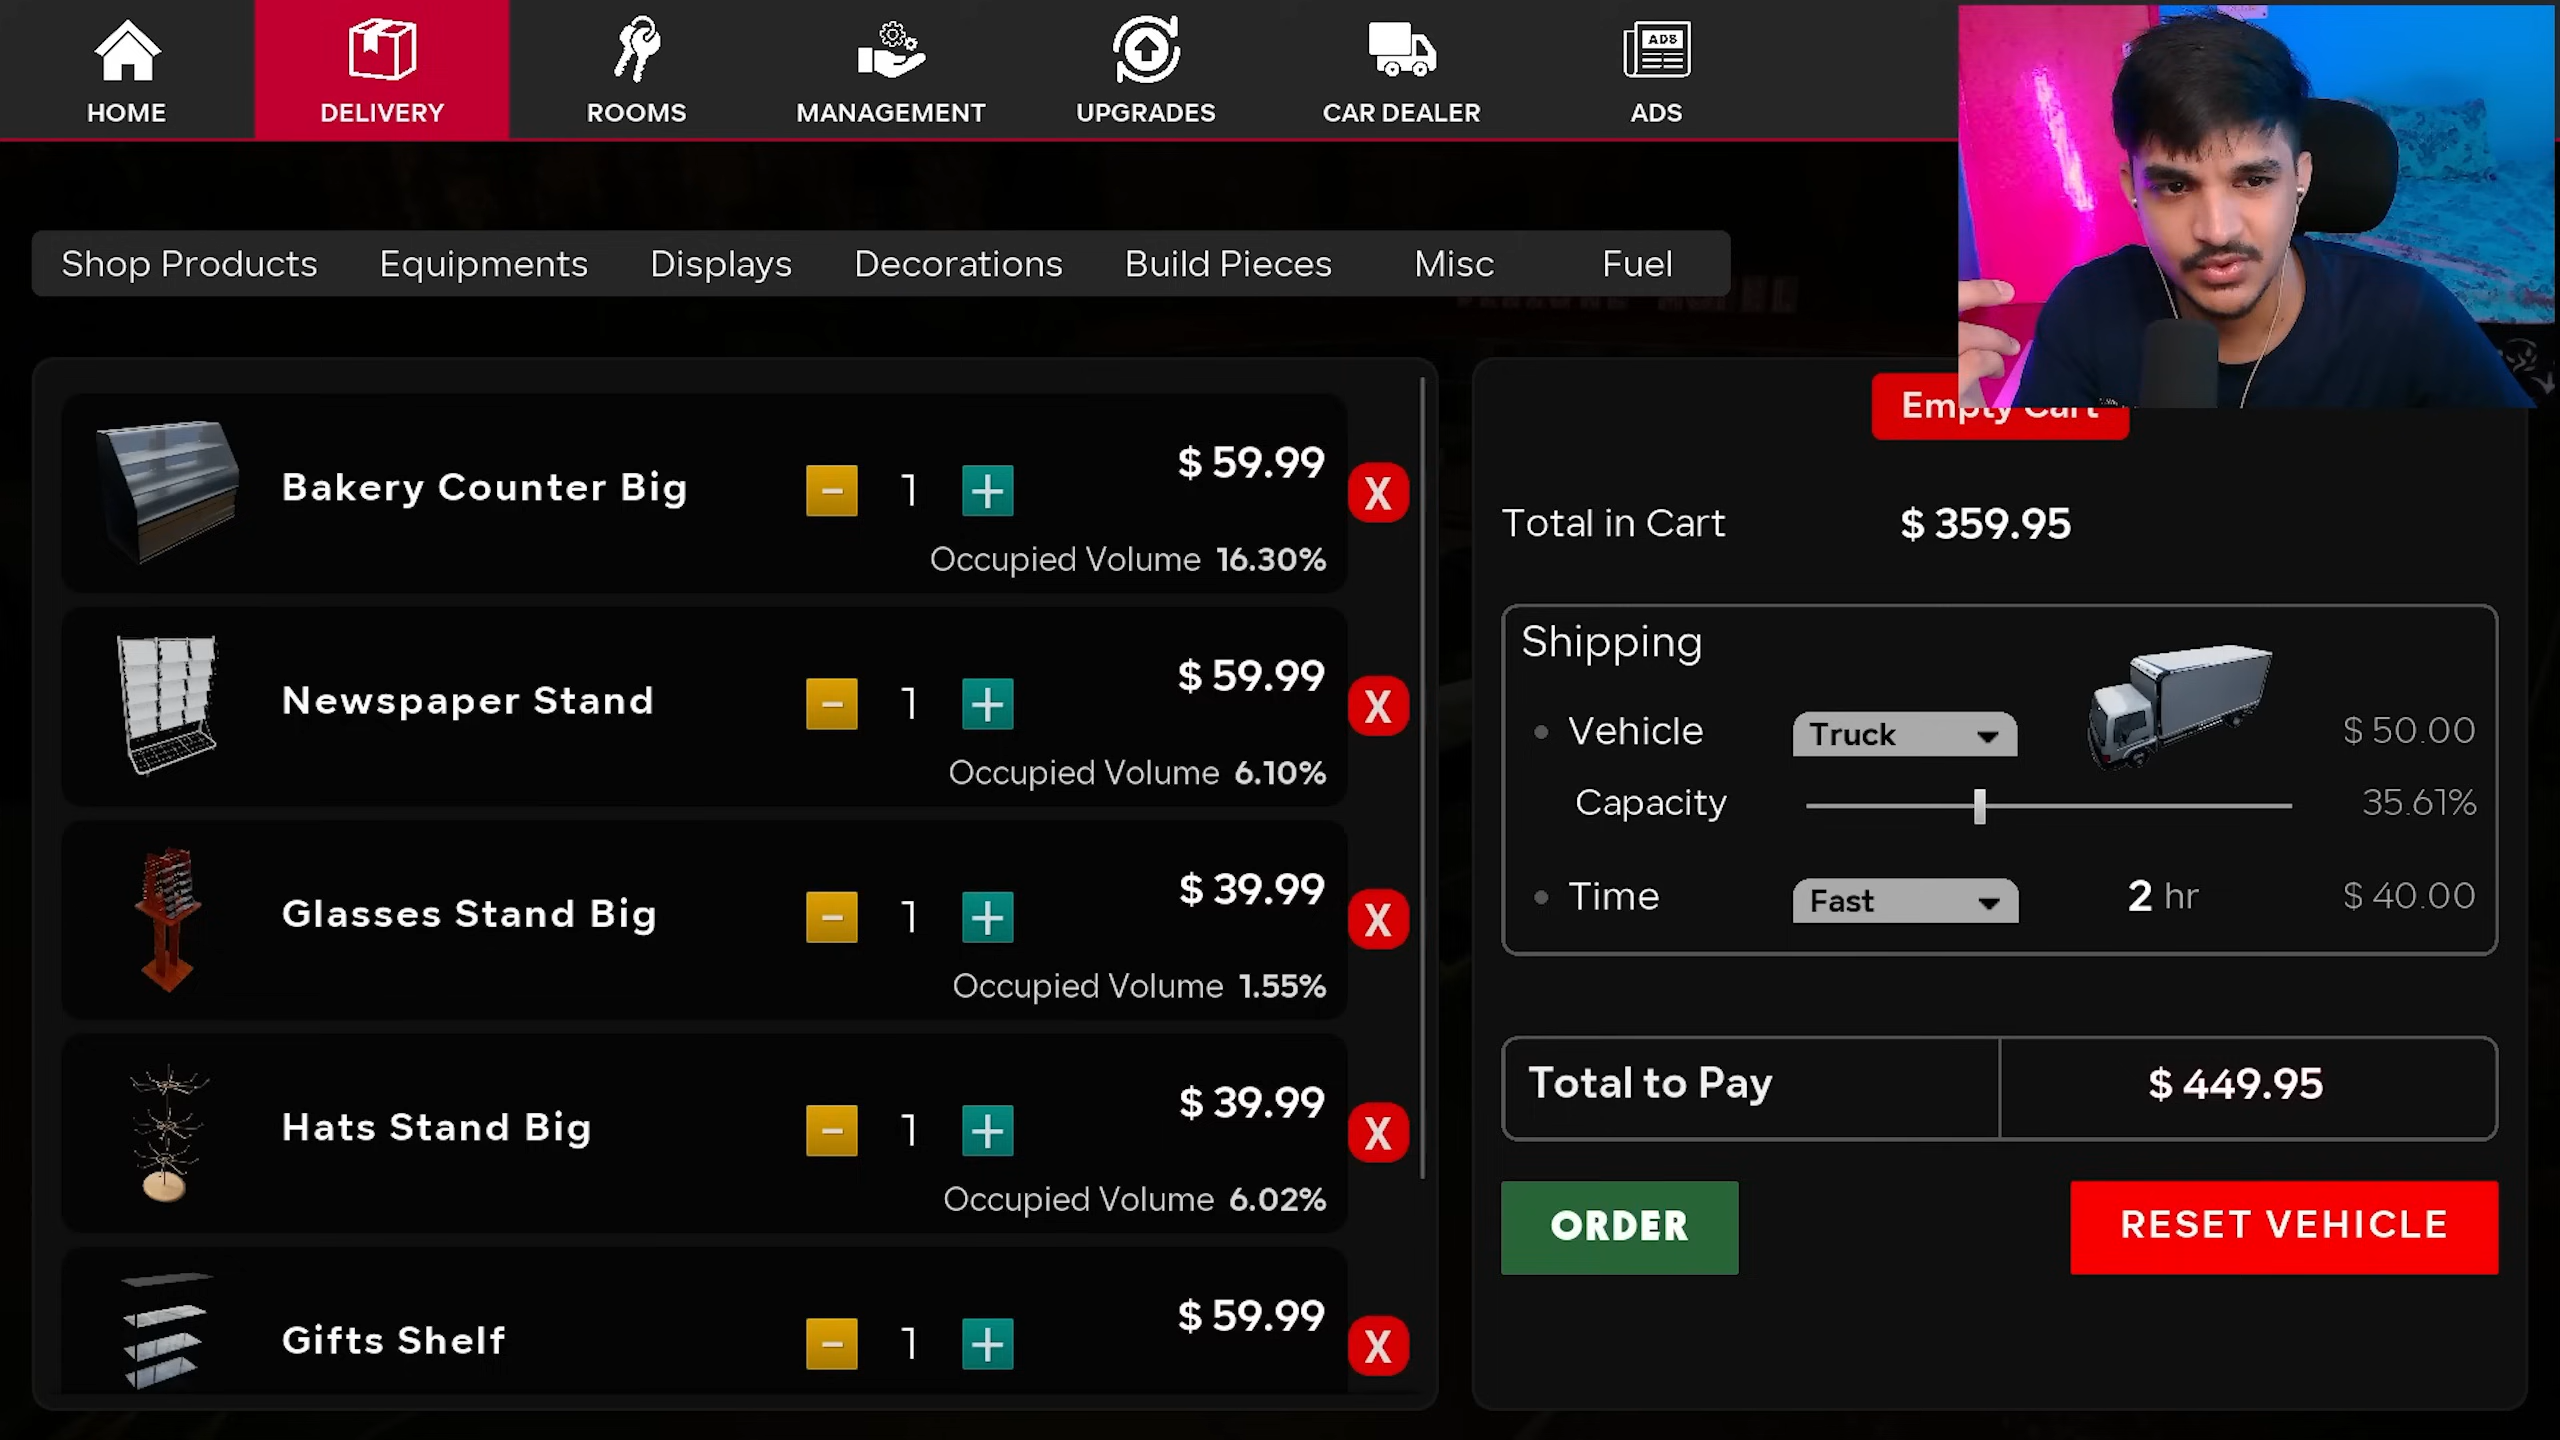 HOME
DELIVERY
ROOMS
MANAGEMENT
UPGRADES
CAR DEALER
ADS
ADS
Shop Products
Equipments
Displays
Decorations
Build Pieces
Misc
Fuel
Bakery Counter Big
- 1 +
$ 59.99
X
Occupied Volume 16.30%
Newspaper Stand
- 1 +
$ 59.99
X
Occupied Volume 6.10%
Glasses Stand Big
- 1 +
$ 39.99
X
Occupied Volume 1.55%
Hats Stand Big
- 1 +
$ 39.99
X
Occupied Volume 6.02%
Gifts Shelf
- 1 +
$ 59.99
X
Empty Cart
Total in Cart $ 359.95
Shipping
Vehicle Truck $ 50.00
Capacity 35.61%
Time Fast 2 hr $ 40.00
Total to Pay $ 449.95
ORDER
RESET VEHICLE